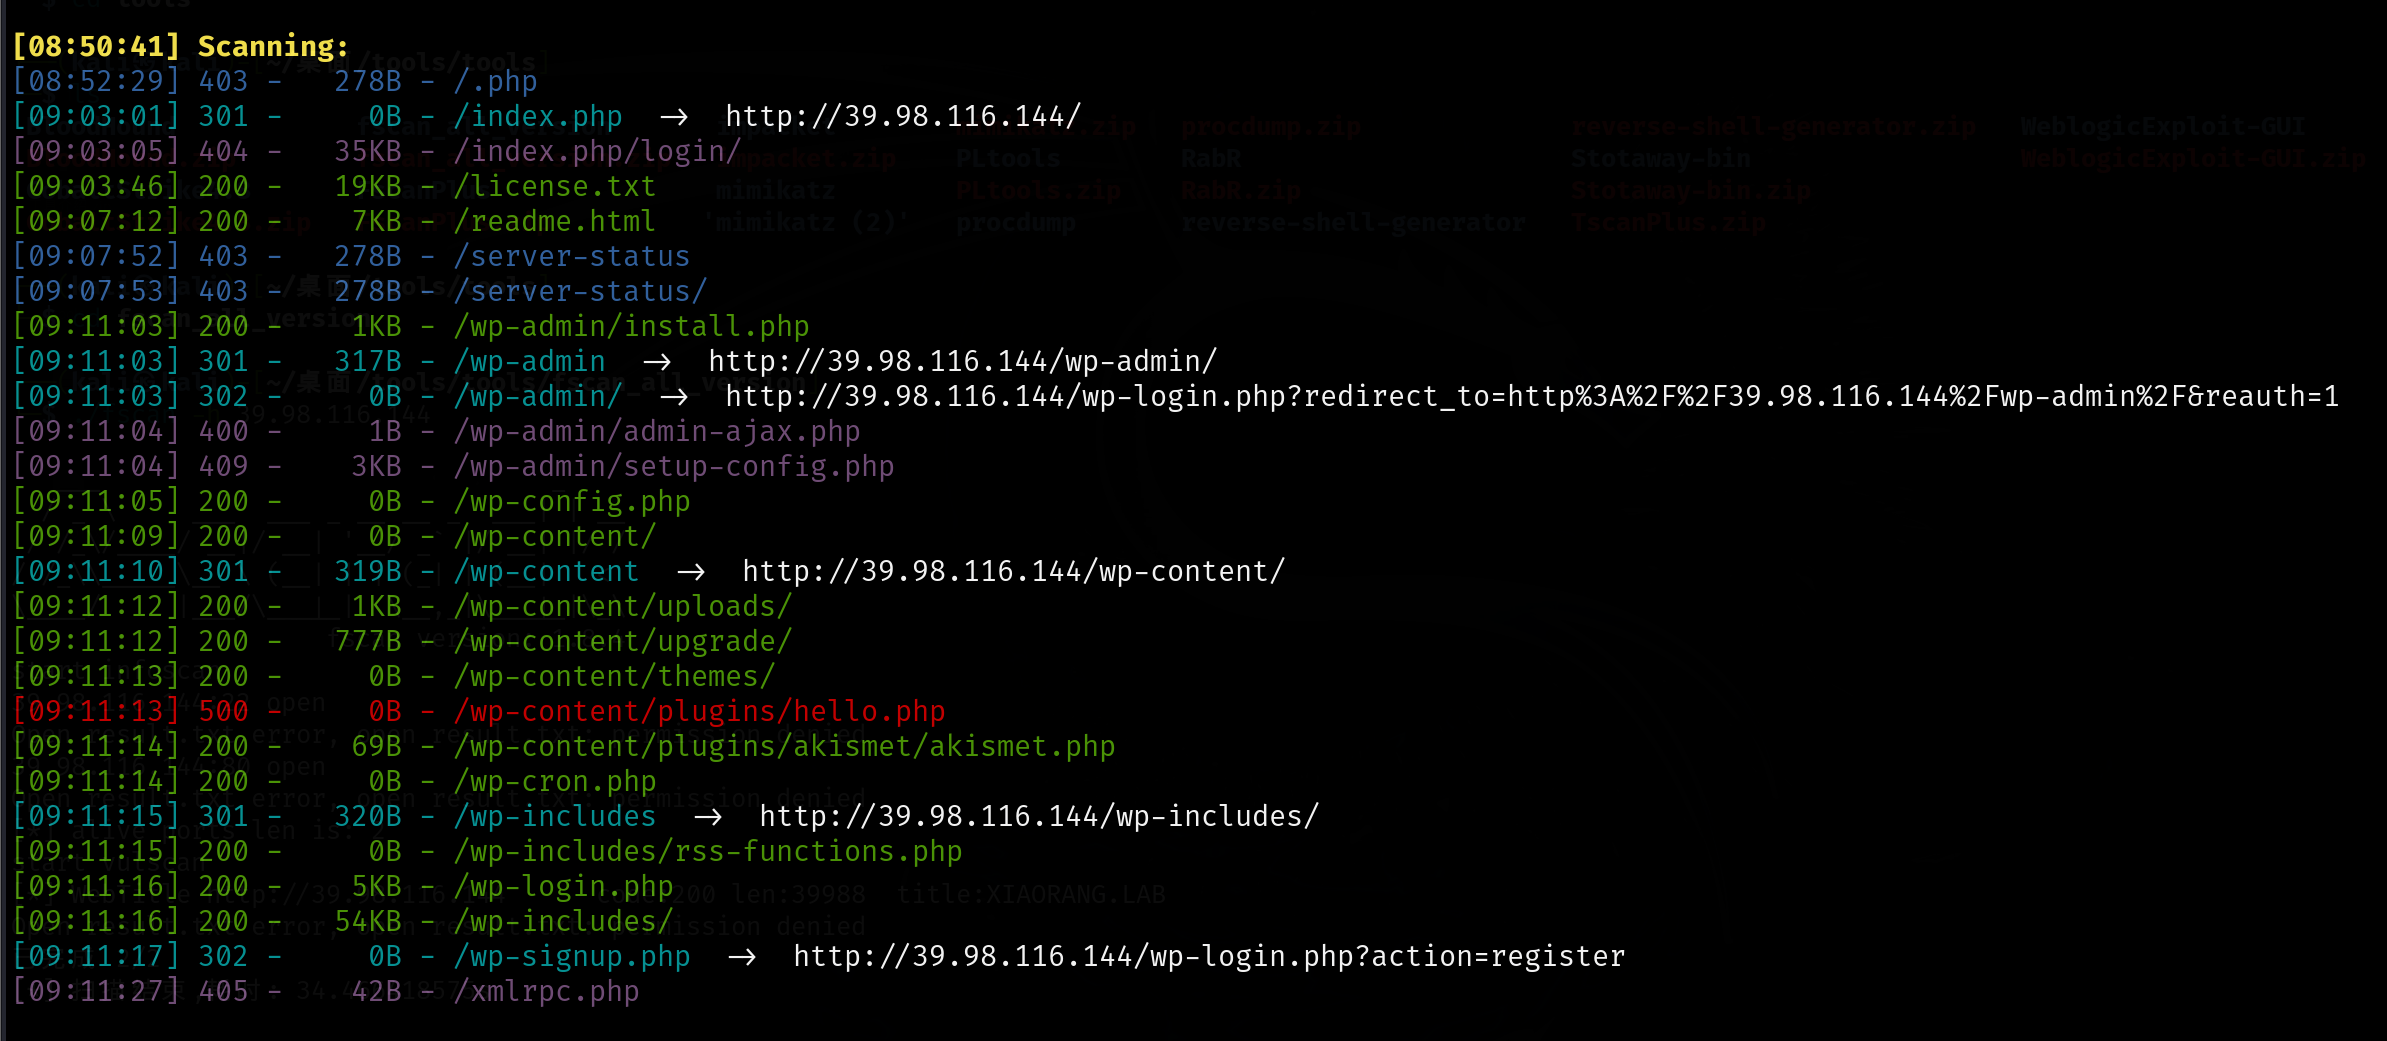 [08:50:41] Scanning:
[08:52:29] 403 -   278B - /.php
[09:03:01] 301 -     0B - /index.php  →  http://39.98.116.144/
[09:03:05] 404 -   35KB - /index.php/login/
[09:03:46] 200 -   19KB - /license.txt
[09:07:12] 200 -    7KB - /readme.html
[09:07:52] 403 -   278B - /server-status
[09:07:53] 403 -   278B - /server-status/
[09:11:03] 200 -    1KB - /wp-admin/install.php
[09:11:03] 301 -   317B - /wp-admin  →  http://39.98.116.144/wp-admin/
[09:11:03] 302 -     0B - /wp-admin/  →  http://39.98.116.144/wp-login.php?redirect_to=http%3A%2F%2F39.98.116.144%2Fwp-admin%2F&reauth=1
[09:11:04] 400 -     1B - /wp-admin/admin-ajax.php
[09:11:04] 409 -    3KB - /wp-admin/setup-config.php
[09:11:05] 200 -     0B - /wp-config.php
[09:11:09] 200 -     0B - /wp-content/
[09:11:10] 301 -   319B - /wp-content  →  http://39.98.116.144/wp-content/
[09:11:12] 200 -    1KB - /wp-content/uploads/
[09:11:12] 200 -   777B - /wp-content/upgrade/
[09:11:13] 200 -     0B - /wp-content/themes/
[09:11:13] 500 -     0B - /wp-content/plugins/hello.php
[09:11:14] 200 -    69B - /wp-content/plugins/akismet/akismet.php
[09:11:14] 200 -     0B - /wp-cron.php
[09:11:15] 301 -   320B - /wp-includes  →  http://39.98.116.144/wp-includes/
[09:11:15] 200 -     0B - /wp-includes/rss-functions.php
[09:11:16] 200 -    5KB - /wp-login.php
[09:11:16] 200 -   54KB - /wp-includes/
[09:11:17] 302 -     0B - /wp-signup.php  →  http://39.98.116.144/wp-login.php?action=register
[09:11:27] 405 -    42B - /xmlrpc.php